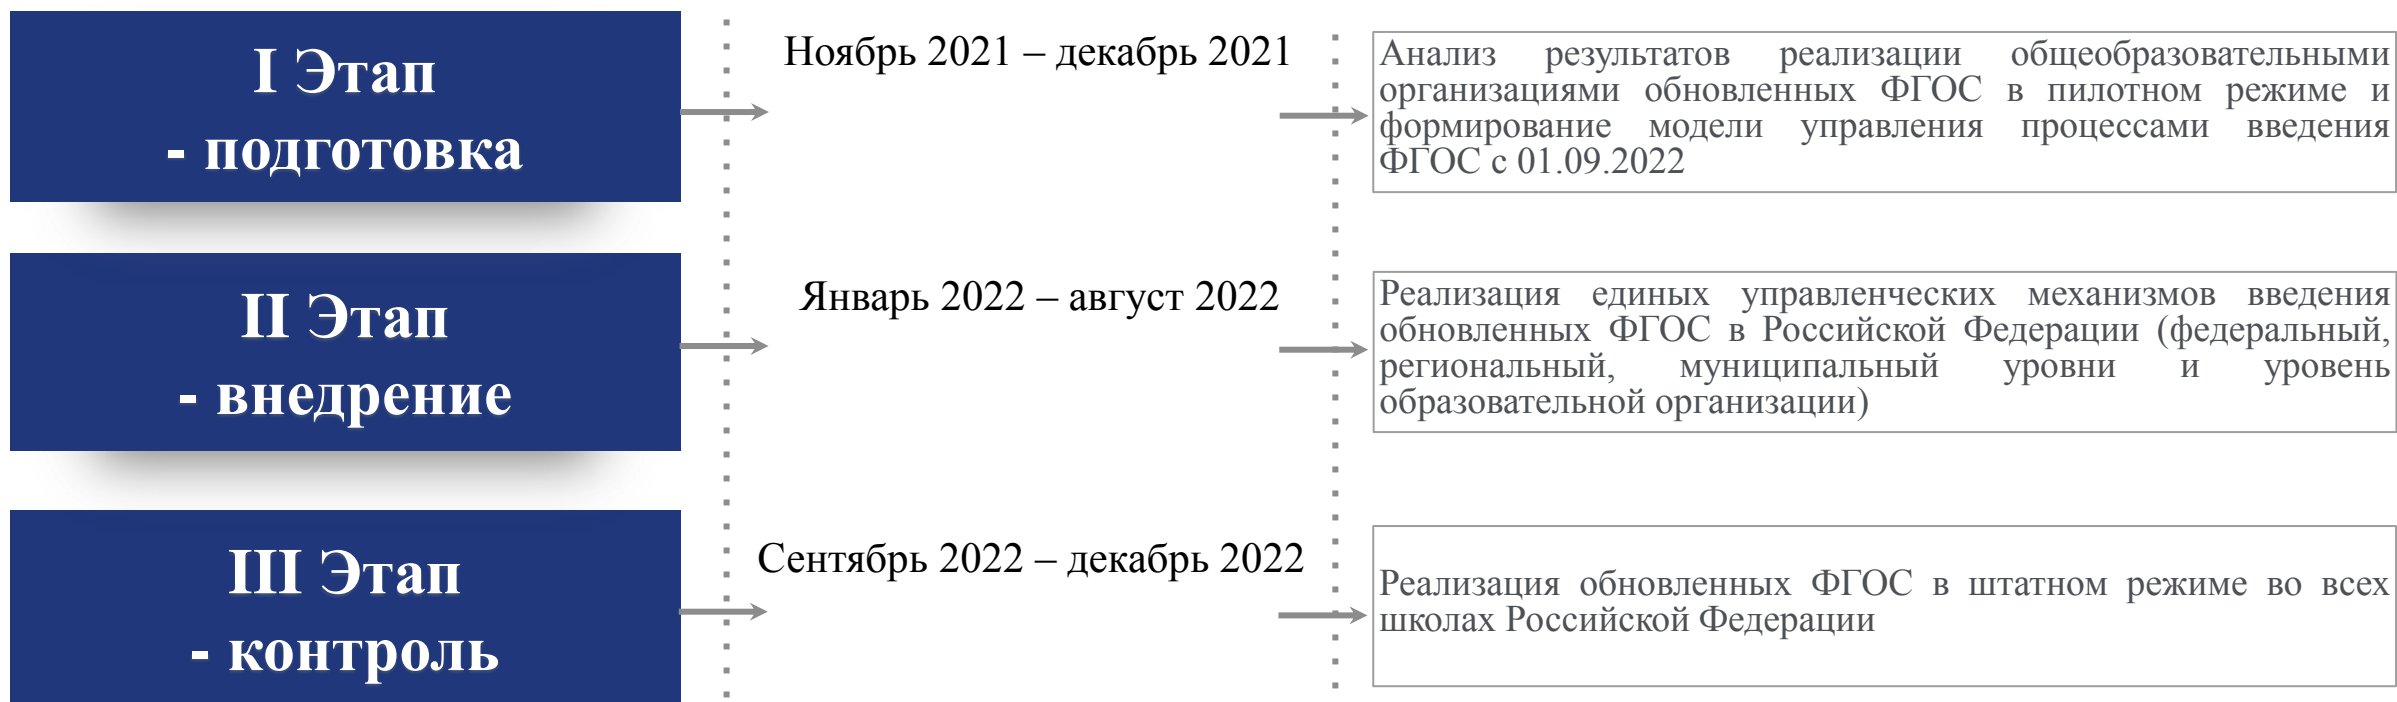 I Этап
- подготовка
Ноябрь 2021 – декабрь 2021
Анализ результатов реализации общеобразовательными
организациями обновленных ФГОС в пилотном режиме и
формирование модели управления процессами введения
ФГОС с 01.09.2022
II Этап
- внедрение
Январь 2022 – август 2022
Реализация единых управленческих механизмов введения
обновленных ФГОС в Российской Федерации (федеральный,
региональный, муниципальный уровни и уровень
образовательной организации)
III Этап
- контроль
Сентябрь 2022 – декабрь 2022
Реализация обновленных ФГОС в штатном режиме во всех
школах Российской Федерации